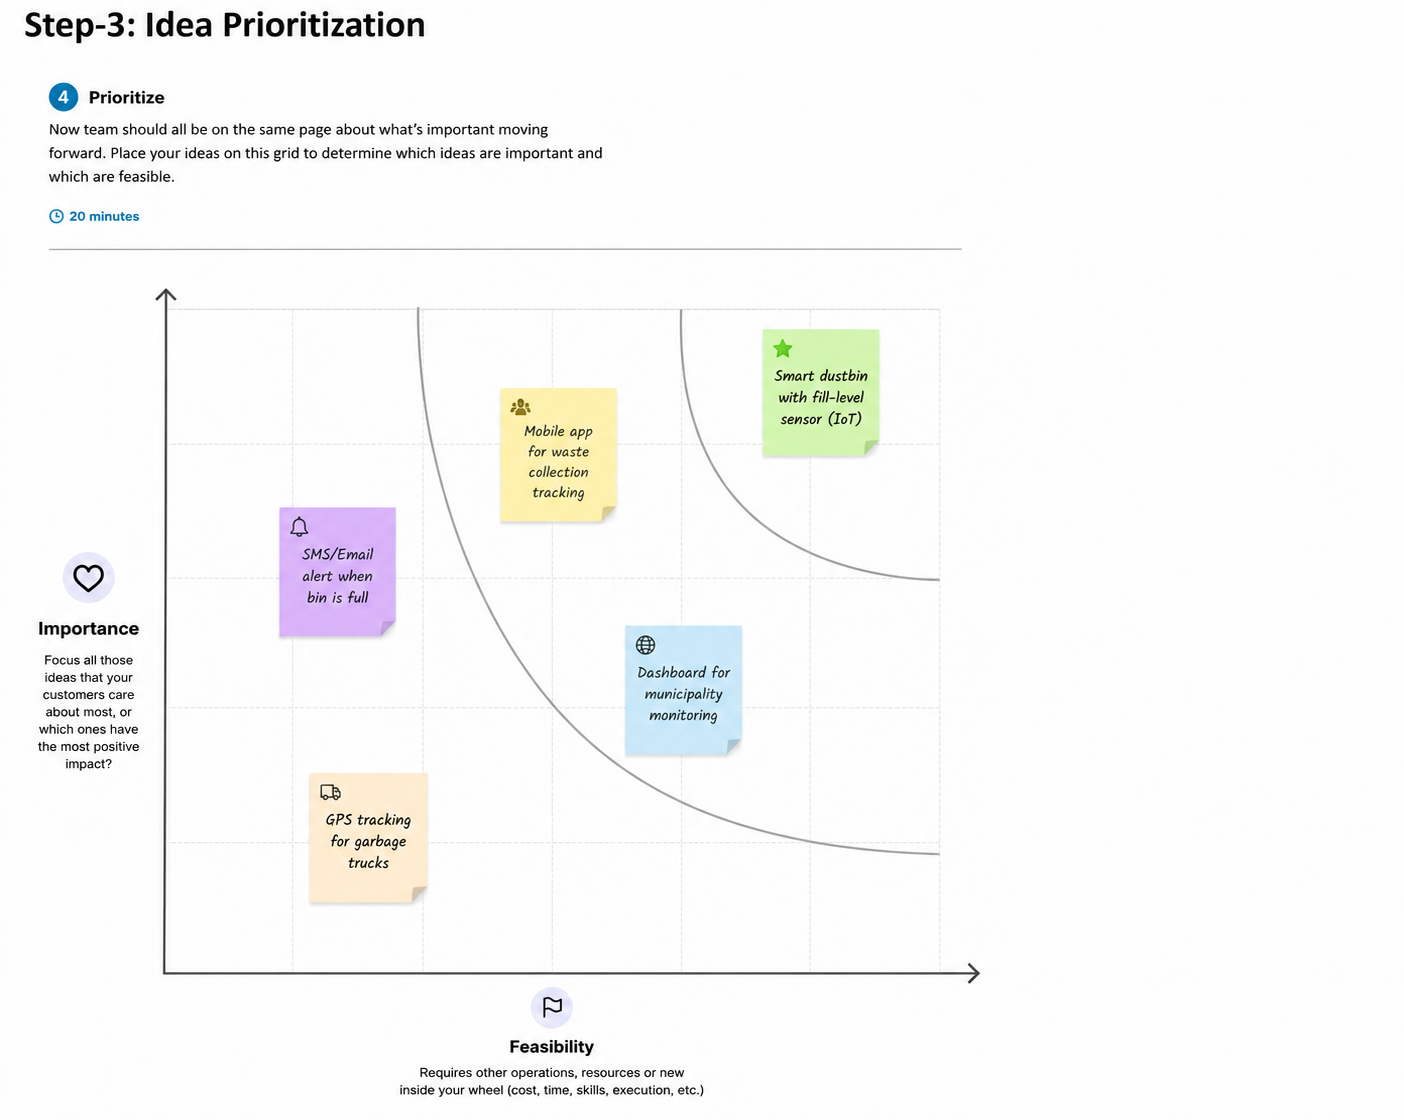 Step-3: Idea Prioritization
4
Prioritize
Now team should all be on the same page about what's important moving
forward. Place your ideas on this grid to determine which ideas are important and
which are feasible.
20 minutes
Smart dustbin
with fill-level
sensor (IoT)
Mobile app
for waste
collection
tracking
SMS/Email
alert when
bin is full
Importance
Focus all those
ideas that your
customers care
about most, or
which ones have
the most positive
impact?
Dashboard for
municipality
monitoring
GPS tracking
for garbage
trucks
Feasibility
Requires other operations, resources or new
inside your wheel (cost, time, skills, execution, etc.)